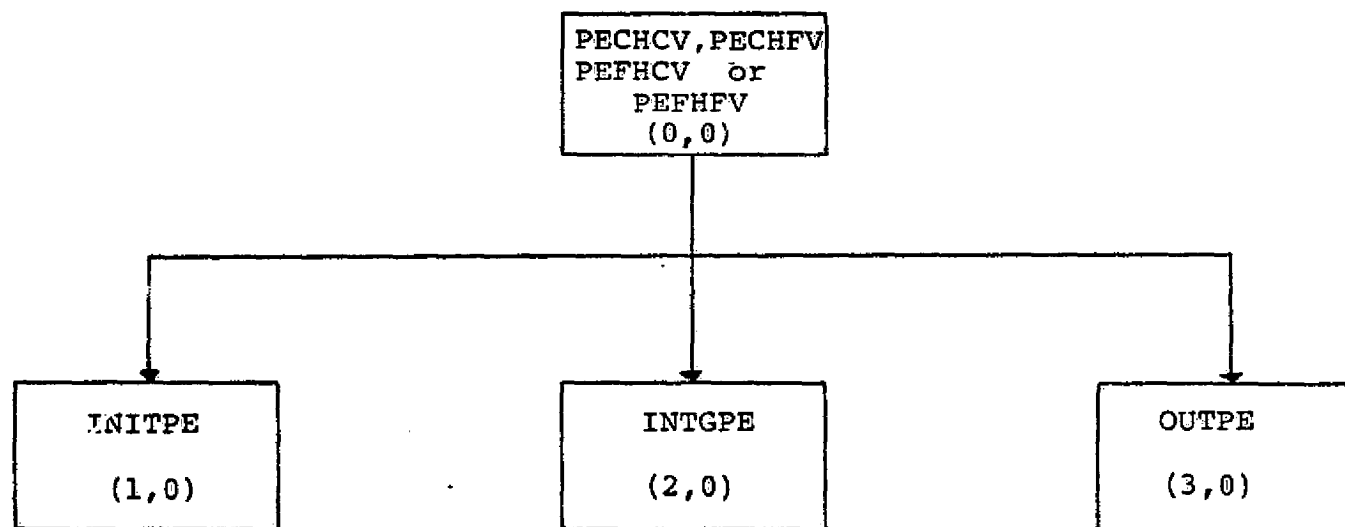 PECHCV,PECHFV
PEFHCV or
PEFHFV
(0,0)
INITPE
(1,0)
INTGPE
(2,0)
OUTPE
(3,0)